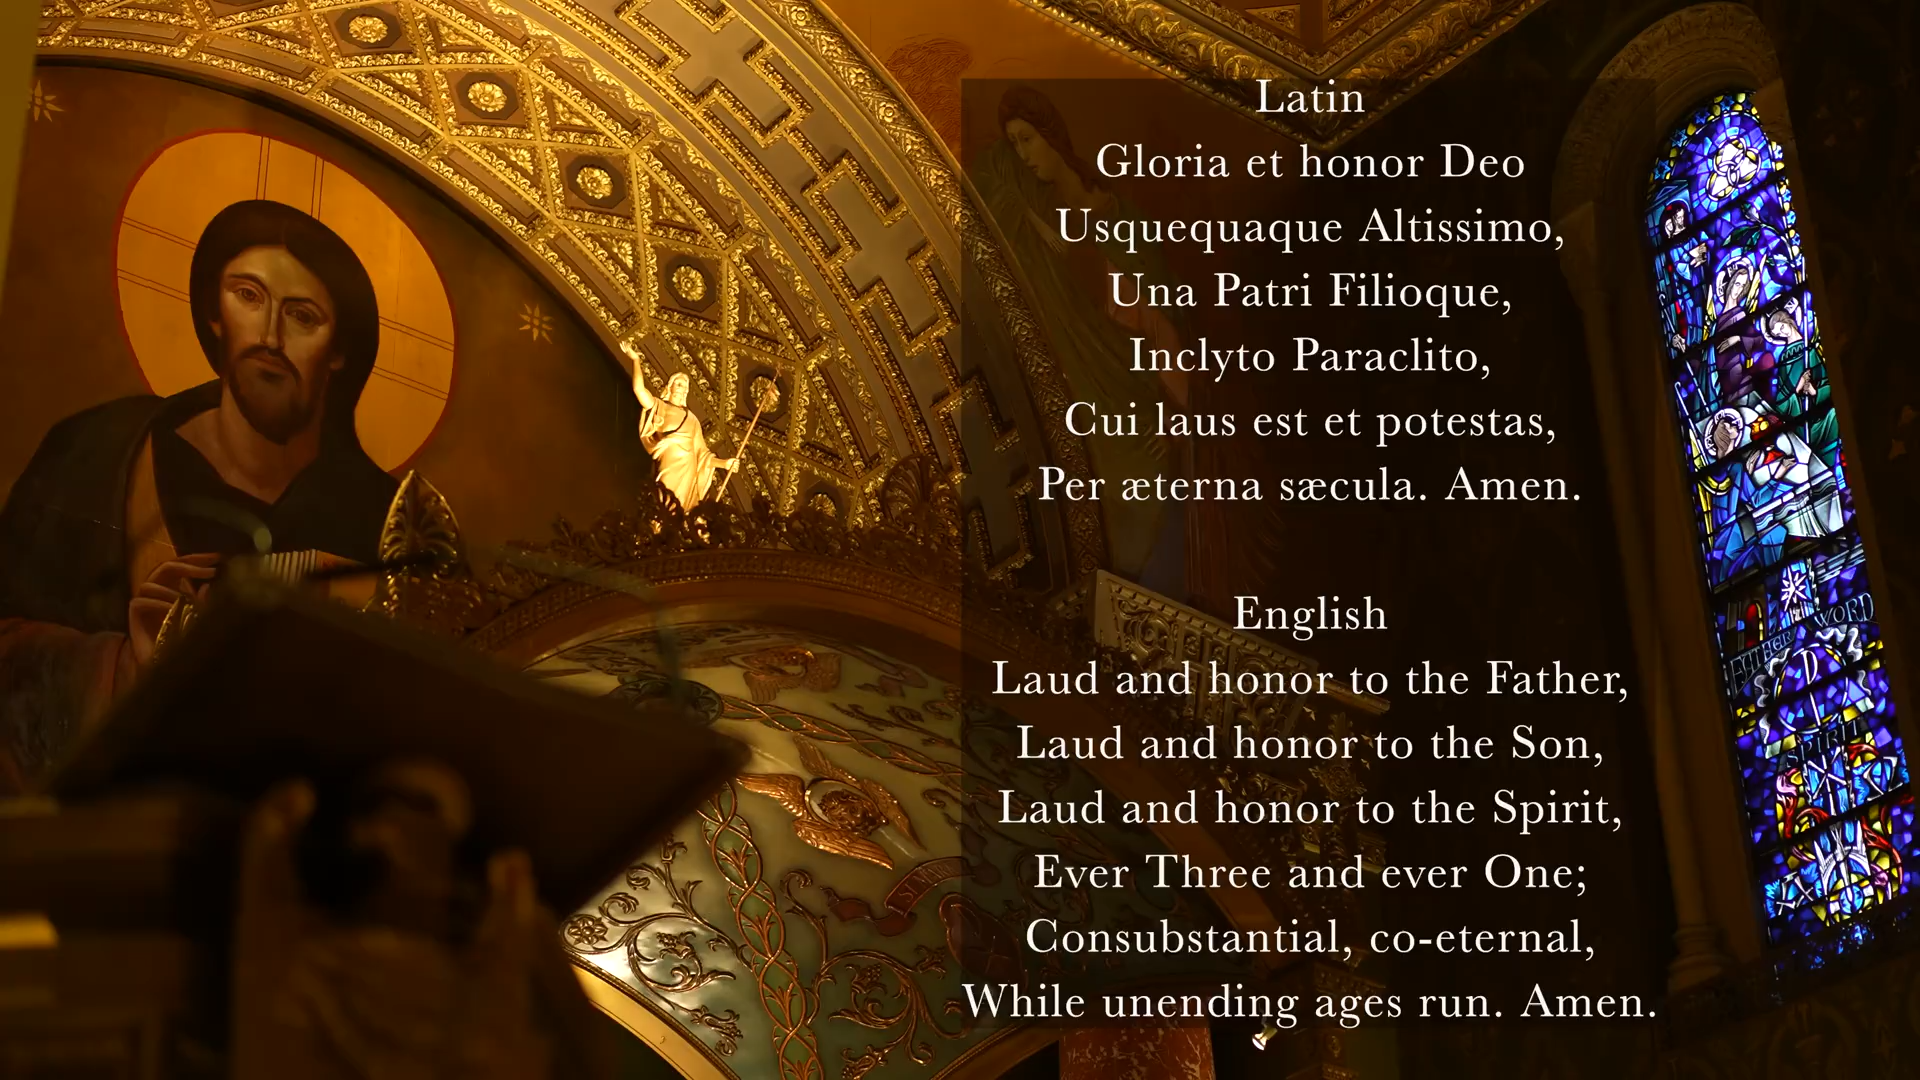 Latin
Gloria et honor Deo
Usquequaque Altissimo,
Una Patri Filioque,
Inclyto Paraclito,
Cui laus est et potestas,
Per æterna sæcula. Amen.
English
Laud and honor to the Father,
Laud and honor to the Son,
Laud and honor to the Spirit,
Ever Three and ever One;
Consubstantial, co-eternal,
While unending ages run. Amen.
FATHER WORD
SPIRIT